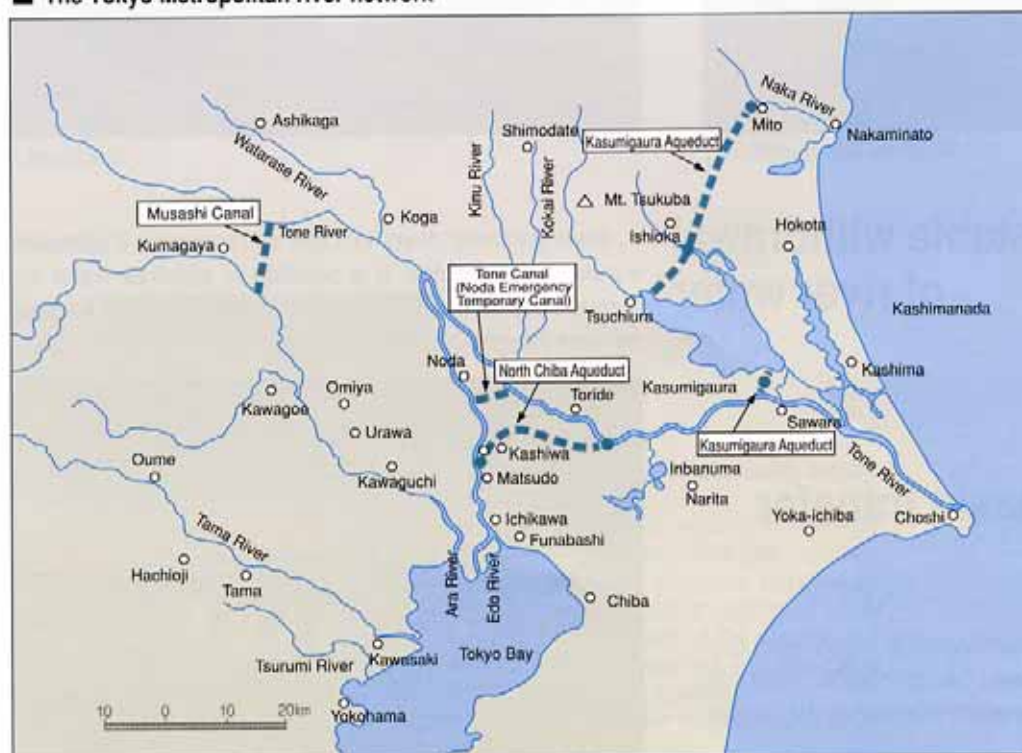 ■ The Tokyo Metropolitan River network
Naka River
Mito
Nakaminato
Ashikaga
Shimodate
Kasumigaura Aqueduct
Watarase River
Kinu River
Kokai River
Mt. Tsukuba
Ishioka
Hokota
Musashi Canal
Koga
Tone River
Kumagaya
Tone Canal
(Noda Emergency
Temporary Canal)
Tsuchiura
Kashimanada
Noda
North Chiba Aqueduct
Kashima
Omiya
Toride
Kasumigaura
Kawagoe
Sawara
Urawa
Kashiwa
Kasumigaura Aqueduct
Oume
Kawaguchi
Matsudo
Inbanuma
Narita
Tone River
Ichikawa
Yoka-ichiba
Choshi
Tama River
Funabashi
Hachioji
Tama
Ara River
Edo River
Chiba
Kawasaki
Tokyo Bay
Tsurumi River
10 0 10 20km
Yokohama